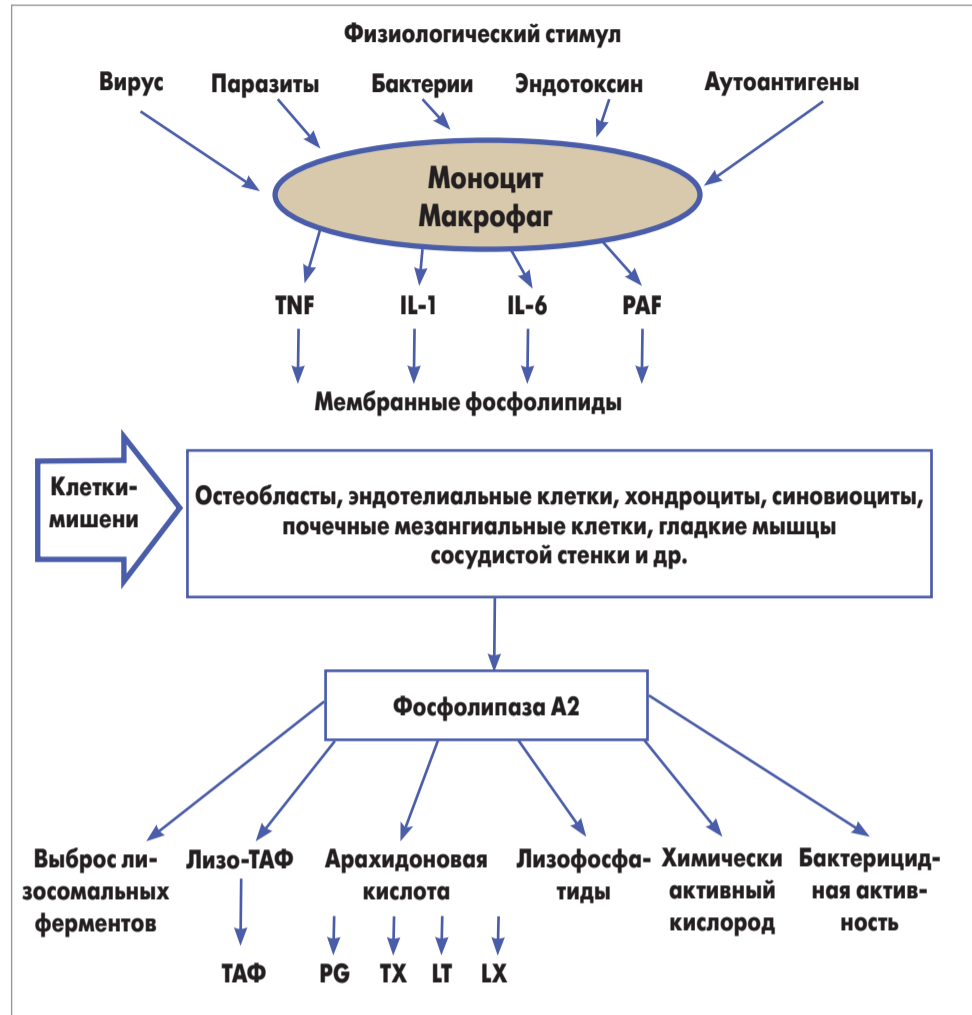 Физиологический стимул
Вирус Паразиты Бактерии Эндотоксин Аутоантигены
Моноцит
Макрофаг
TNF IL-1 IL-6 PAF
Мембранные фосфолипиды
Клетки-
мишени
Остеобласты, эндотелиальные клетки, хондроциты, синовиоциты,
почечные мезангиальные клетки, гладкие мышцы
сосудистой стенки и др.
Фосфолипаза А2
Выброс ли-
зосомальных
ферментов
Лизо-ТАФ
Арахидоновая
кислота
Лизофосфа-
тиды
Химически
активный
кислород
Бактерицид-
ная актив-
ность
ТАФ PG TX LT LX